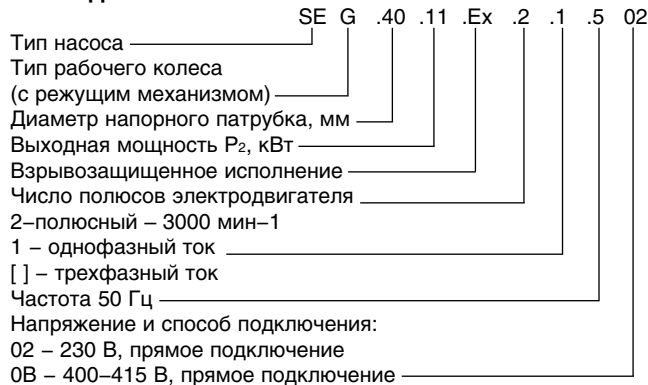 SE G .40 .11 .Ex .2 .1 .5 02
Тип насоса
Тип рабочего колеса
(с режущим механизмом)
Диаметр напорного патрубка, мм
Выходная мощность P₂, кВт
Взрывозащищенное исполнение
Число полюсов электродвигателя
2–полюсный – 3000 мин–1
1 – однофазный ток
[ ] – трехфазный ток
Частота 50 Гц
Напряжение и способ подключения:
02 – 230 В, прямое подключение
0В – 400–415 В, прямое подключение